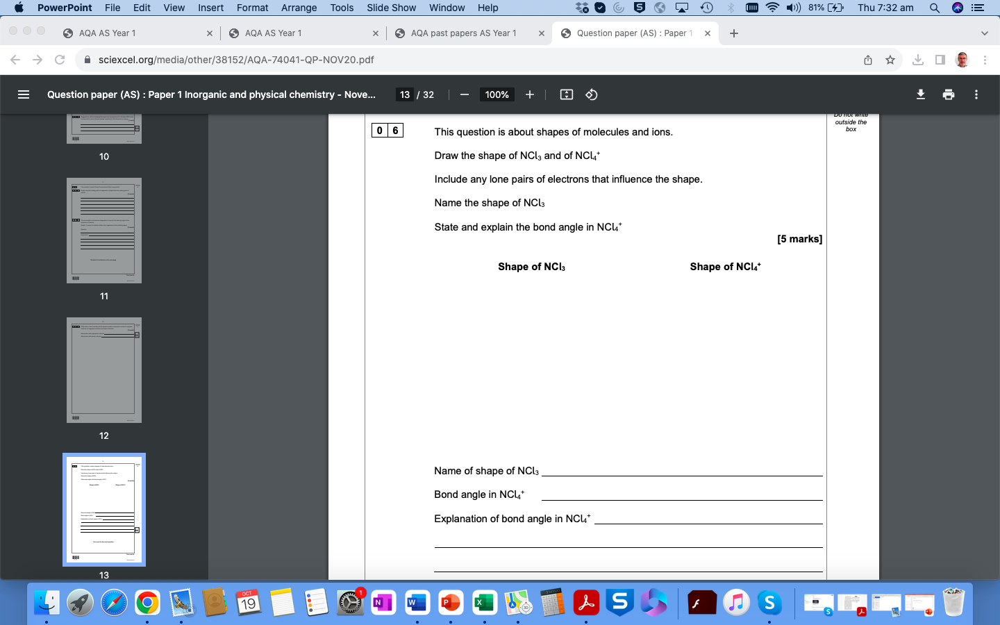 PowerPoint File Edit View Insert Format Arrange Tools Slide Show Window Help 81% Thu 7:32 am
AQA AS Year 1
AQA AS Year 1
AQA past papers AS Year 1
Question paper (AS) : Paper 1
sciexcel.org/media/other/38152/AQA-74041-QP-NOV20.pdf
Question paper (AS) : Paper 1 Inorganic and physical chemistry - Nove... 13 / 32 100%
10
11
12
13
Do not write
outside the
box
0 6 This question is about shapes of molecules and ions.
Draw the shape of NCl₃ and of NCl₄⁺
Include any lone pairs of electrons that influence the shape.
Name the shape of NCl₃
State and explain the bond angle in NCl₄⁺
[5 marks]
Shape of NCl₃ Shape of NCl₄⁺
Name of shape of NCl₃
Bond angle in NCl₄⁺
Explanation of bond angle in NCl₄⁺
OCT
19
1
N
W
P
X
3D
S
f
S